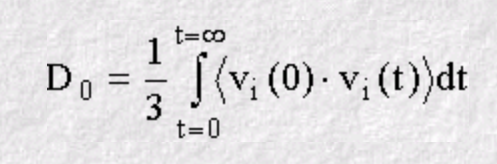 D₀ = 1/3 ∫_{t=0}^{t=∞} ⟨vᵢ(0) · vᵢ(t)⟩dt